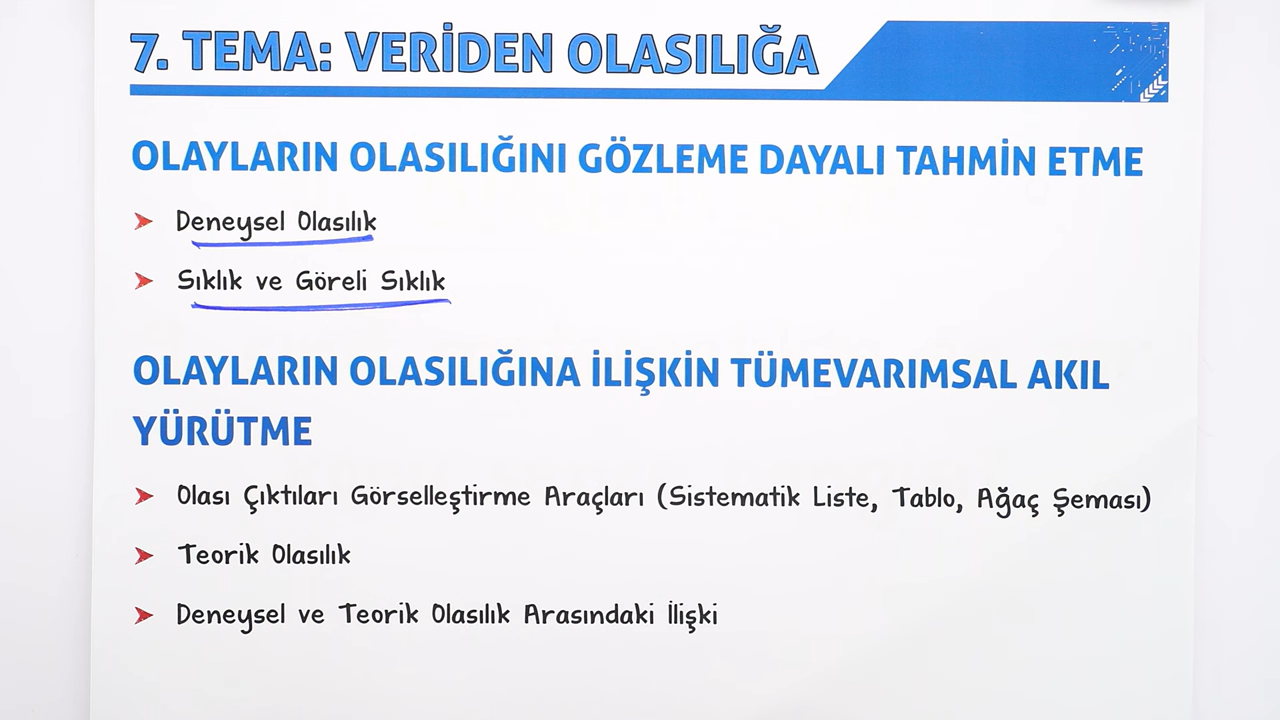 7. TEMA: VERİDEN OLASILIĞA
OLAYLARIN OLASILIĞINI GÖZLEME DAYALI TAHMİN ETME
Deneysel Olasılık
Sıklık ve Göreli Sıklık
OLAYLARIN OLASILIĞINA İLİŞKİN TÜMEVARIMSAL AKIL
YÜRÜTME
Olası Çıktıları Görselleştirme Araçları (Sistematik Liste, Tablo, Ağaç Şeması)
Teorik Olasılık
Deneysel ve Teorik Olasılık Arasındaki İlişki